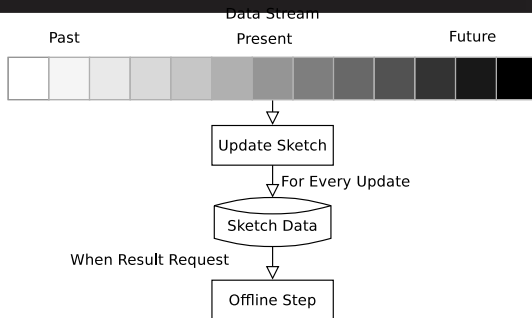 Data Stream
Past
Present
Future
Update Sketch
For Every Update
Sketch Data
When Result Request
Offline Step